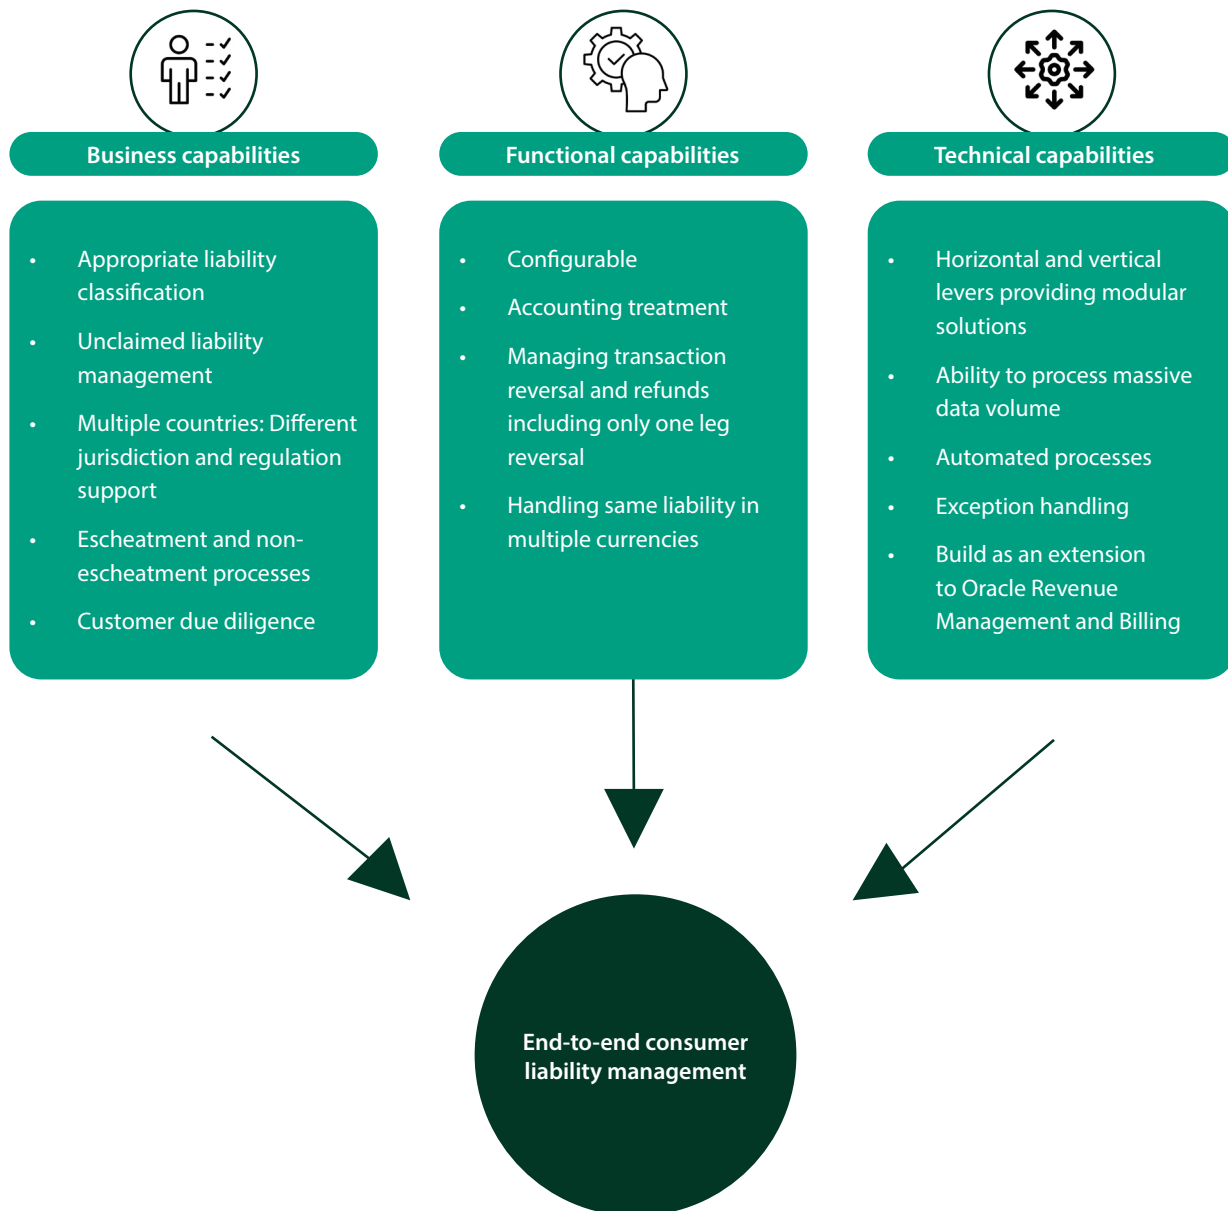 Business capabilities
• Appropriate liability
classification
• Unclaimed liability
management
• Multiple countries: Different
jurisdiction and regulation
support
• Escheatment and non-
escheatment processes
• Customer due diligence
Functional capabilities
• Configurable
• Accounting treatment
• Managing transaction
reversal and refunds
including only one leg
reversal
• Handling same liability in
multiple currencies
Technical capabilities
• Horizontal and vertical
levers providing modular
solutions
• Ability to process massive
data volume
• Automated processes
• Exception handling
• Build as an extension
to Oracle Revenue
Management and Billing
End-to-end consumer
liability management